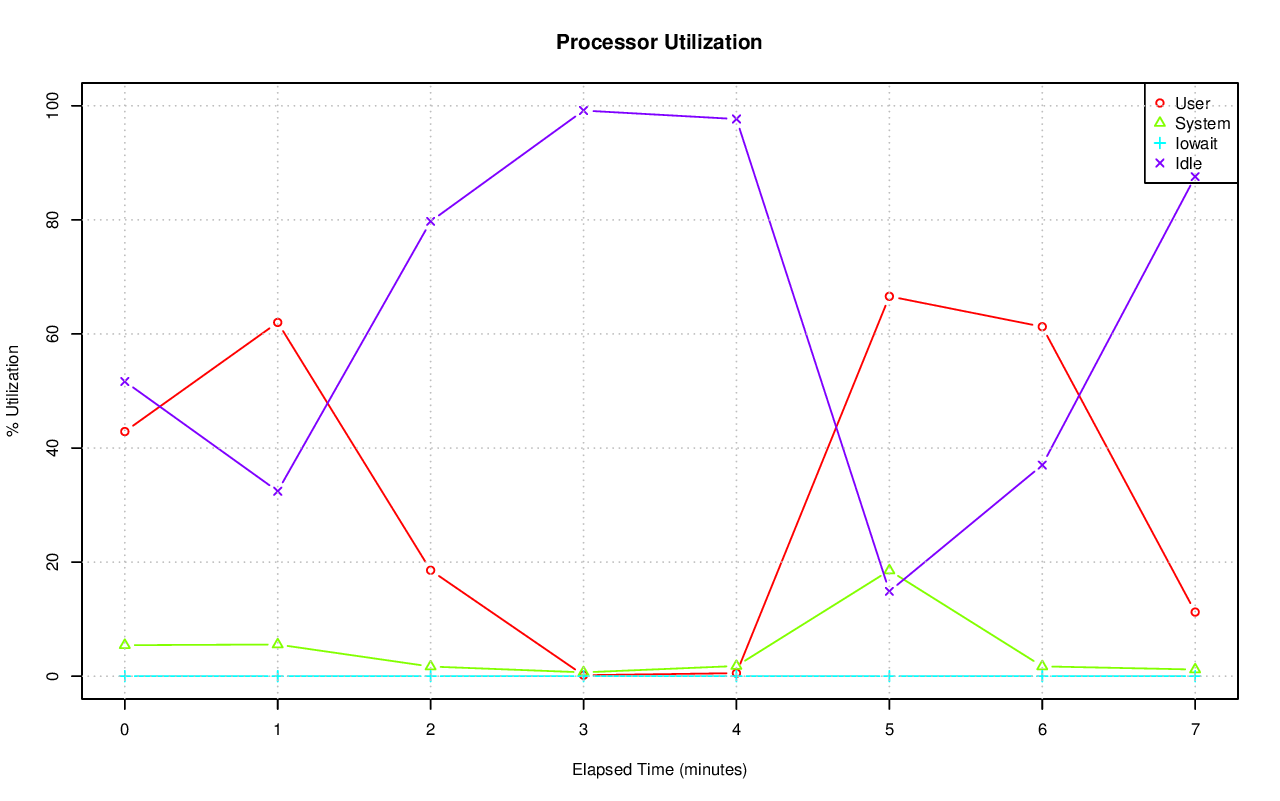 Processor Utilization
User
System
Iowait
Idle
% Utilization
100
80
60
40
20
0
0 1 2 3 4 5 6 7
Elapsed Time (minutes)